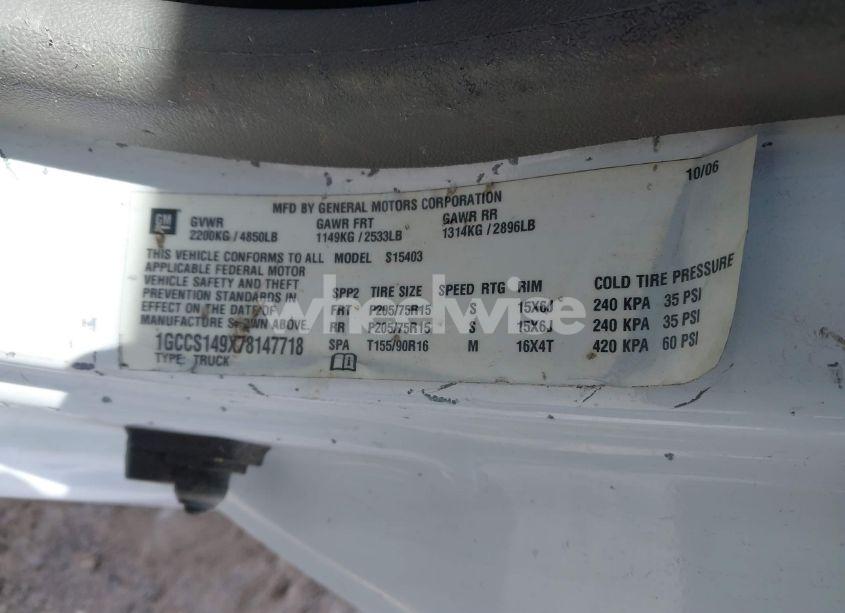 10/06
MFD BY GENERAL MOTORS CORPORATION
GM GVWR GAWR FRT GAWR RR
2200KG / 4850LB 1149KG / 2533LB 1314KG / 2896LB
THIS VEHICLE CONFORMS TO ALL MODEL S15403
APPLICABLE FEDERAL MOTOR
VEHICLE SAFETY AND THEFT
PREVENTION STANDARDS IN
EFFECT ON THE DATE OF
MANUFACTURE SHOWN ABOVE.
1GCCS149X78147718
TYPE: TRUCK
SPP2 TIRE SIZE SPEED RTG RIM COLD TIRE PRESSURE
FRT P205/75R15 S 15X6J 240 KPA 35 PSI
RR P205/75R15 S 15X6J 240 KPA 35 PSI
SPA T155/90R16 M 16X4T 420 KPA 60 PSI
wheelwise